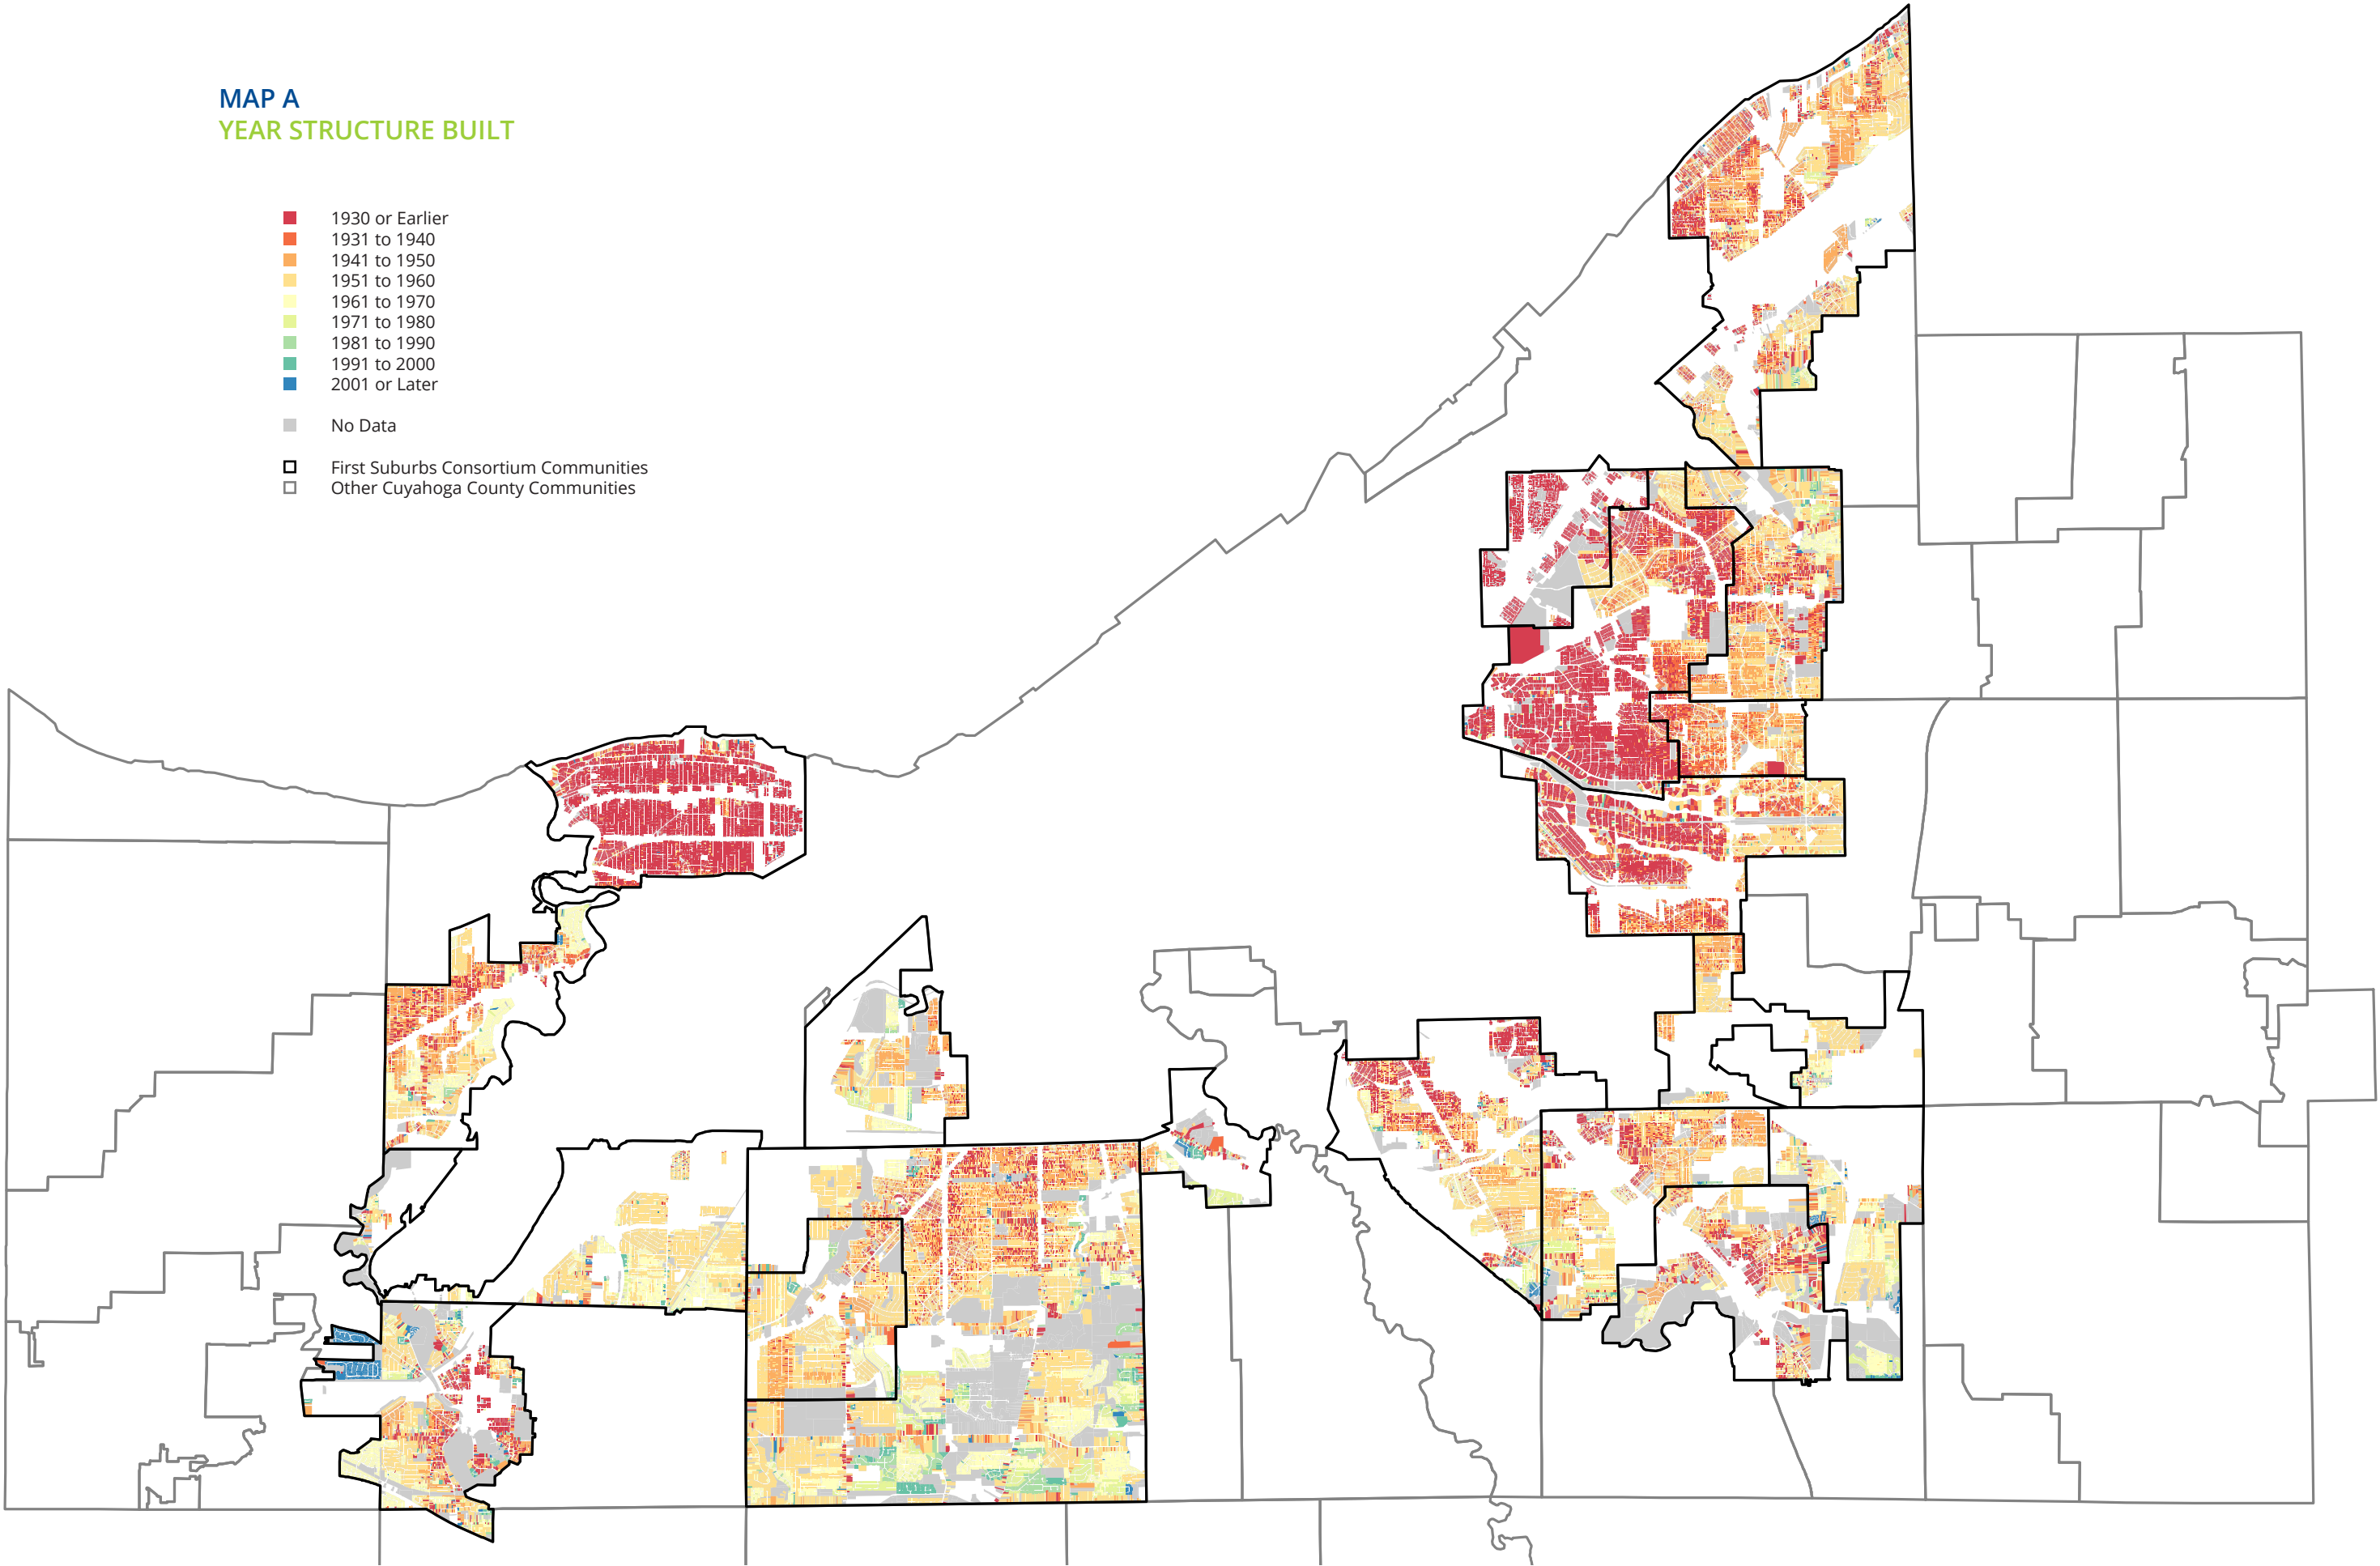 MAP A
YEAR STRUCTURE BUILT
1930 or Earlier
1931 to 1940
1941 to 1950
1951 to 1960
1961 to 1970
1971 to 1980
1981 to 1990
1991 to 2000
2001 or Later
No Data
First Suburbs Consortium Communities
Other Cuyahoga County Communities